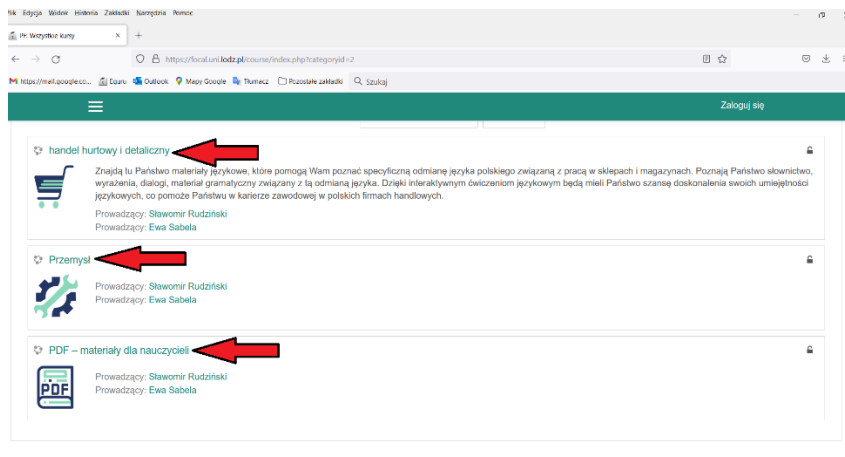 Plik Edycja Widok Historia Zakładki Narzędzia Pomoc
PF: Wszystkie kursy × +
https://focal.uni.lodz.pl/course/index.php?categoryid=2
https://mail.google.co... Outlook Mapy Google Tłumacz Pozostałe zakładki Szukaj
Zaloguj się
handel hurtowy i detaliczny
Znajdą tu Państwo materiały językowe, które pomogą Wam poznać specyficzną odmianę języka polskiego związaną z pracą w sklepach i magazynach. Poznają Państwo słownictwo,
wyrażenia, dialogi, materiał gramatyczny związany z tą odmianą języka. Dzięki interaktywnym ćwiczeniom językowym będą mieli Państwo szansę doskonalenia swoich umiejętności
językowych, co pomoże Państwu w karierze zawodowej w polskich firmach handlowych.
Prowadzący: Sławomir Rudziński
Prowadzący: Ewa Sabela
Przemysł
Prowadzący: Sławomir Rudziński
Prowadzący: Ewa Sabela
PDF – materiały dla nauczycieli
PDF
Prowadzący: Sławomir Rudziński
Prowadzący: Ewa Sabela